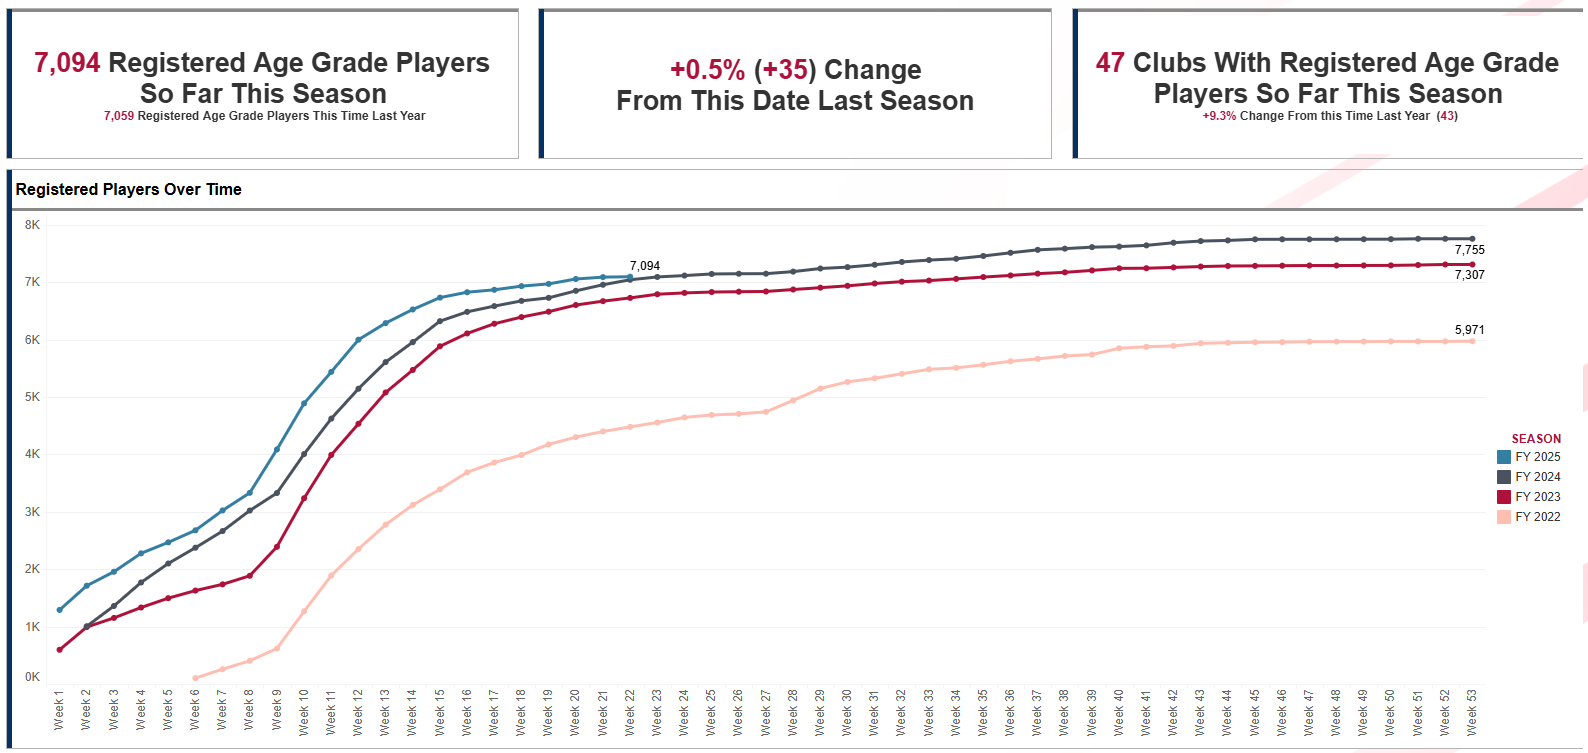 7,094 Registered Age Grade Players
So Far This Season
7,059 Registered Age Grade Players This Time Last Year
+0.5% (+35) Change
From This Date Last Season
47 Clubs With Registered Age Grade
Players So Far This Season
+9.3% Change From this Time Last Year (43)
Registered Players Over Time
8K
7K
6K
5K
4K
3K
2K
1K
0K
7,094
7,755
7,307
5,971
SEASON
FY 2025
FY 2024
FY 2023
FY 2022
Week 1
Week 2
Week 3
Week 4
Week 5
Week 6
Week 7
Week 8
Week 9
Week 10
Week 11
Week 12
Week 13
Week 14
Week 15
Week 16
Week 17
Week 18
Week 19
Week 20
Week 21
Week 22
Week 23
Week 24
Week 25
Week 26
Week 27
Week 28
Week 29
Week 30
Week 31
Week 32
Week 33
Week 34
Week 35
Week 36
Week 37
Week 38
Week 39
Week 40
Week 41
Week 42
Week 43
Week 44
Week 45
Week 46
Week 47
Week 48
Week 49
Week 50
Week 51
Week 52
Week 53